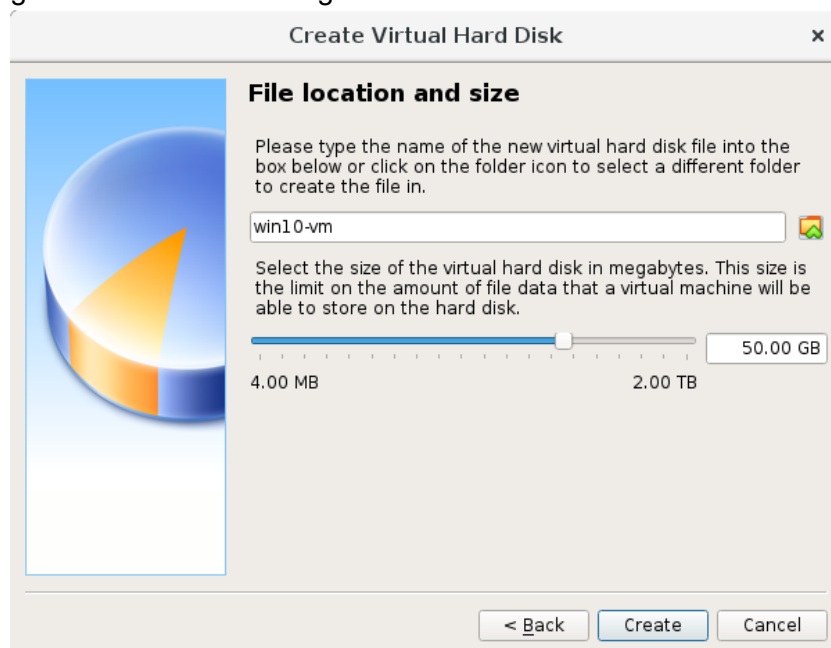 Create Virtual Hard Disk
File location and size
Please type the name of the new virtual hard disk file into the
box below or click on the folder icon to select a different folder
to create the file in.
win10-vm
Select the size of the virtual hard disk in megabytes. This size is
the limit on the amount of file data that a virtual machine will be
able to store on the hard disk.
50.00 GB
4.00 MB 2.00 TB
< Back Create Cancel